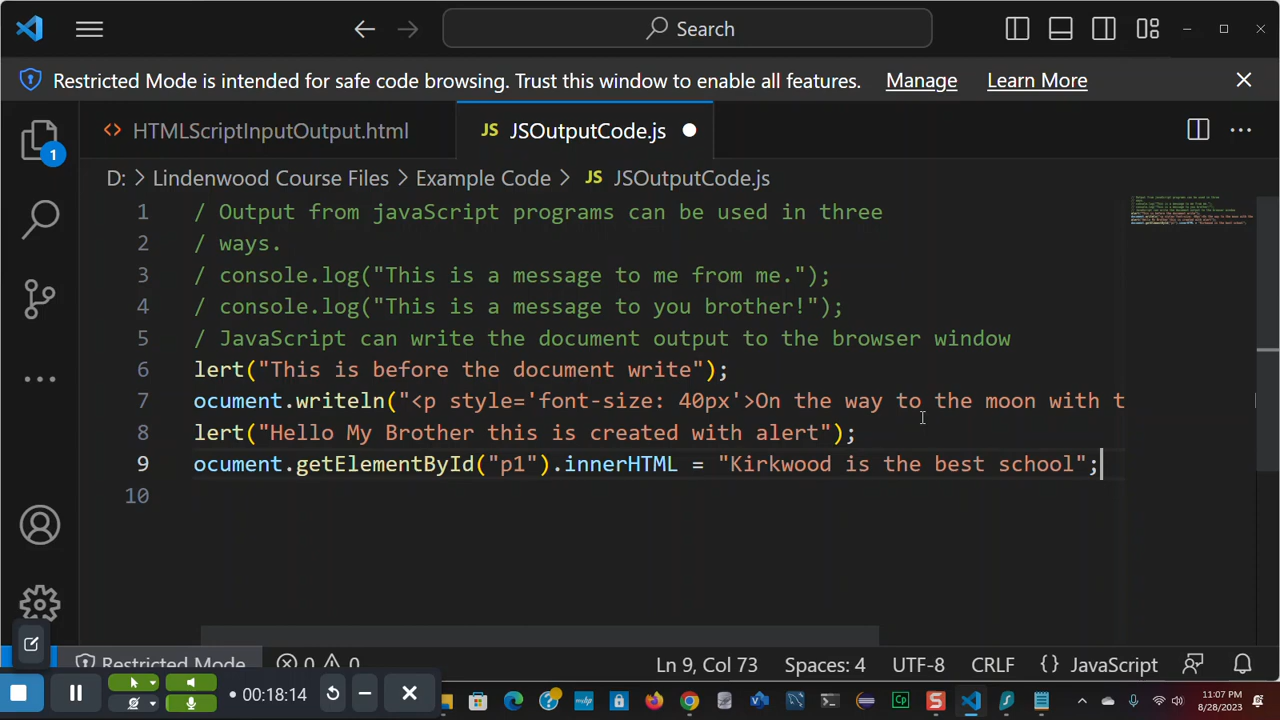 Search
Restricted Mode is intended for safe code browsing. Trust this window to enable all features. Manage Learn More
1
HTMLScriptInputOutput.html JS JSOutputCode.js
D: > Lindenwood Course Files > Example Code > JS JSOutputCode.js
1 / Output from javaScript programs can be used in three
2 / ways.
3 / console.log("This is a message to me from me.");
4 / console.log("This is a message to you brother!");
5 / JavaScript can write the document output to the browser window
6 lert("This is before the document write");
7 ocument.writeln("<p style='font-size: 40px'>On the way to the moon with t
8 lert("Hello My Brother this is created with alert");
9 ocument.getElementById("p1").innerHTML = "Kirkwood is the best school";
10
Restricted Mode 0 0 Ln 9, Col 73 Spaces: 4 UTF-8 CRLF {} JavaScript
00:18:14
11:07 PM
8/28/2023